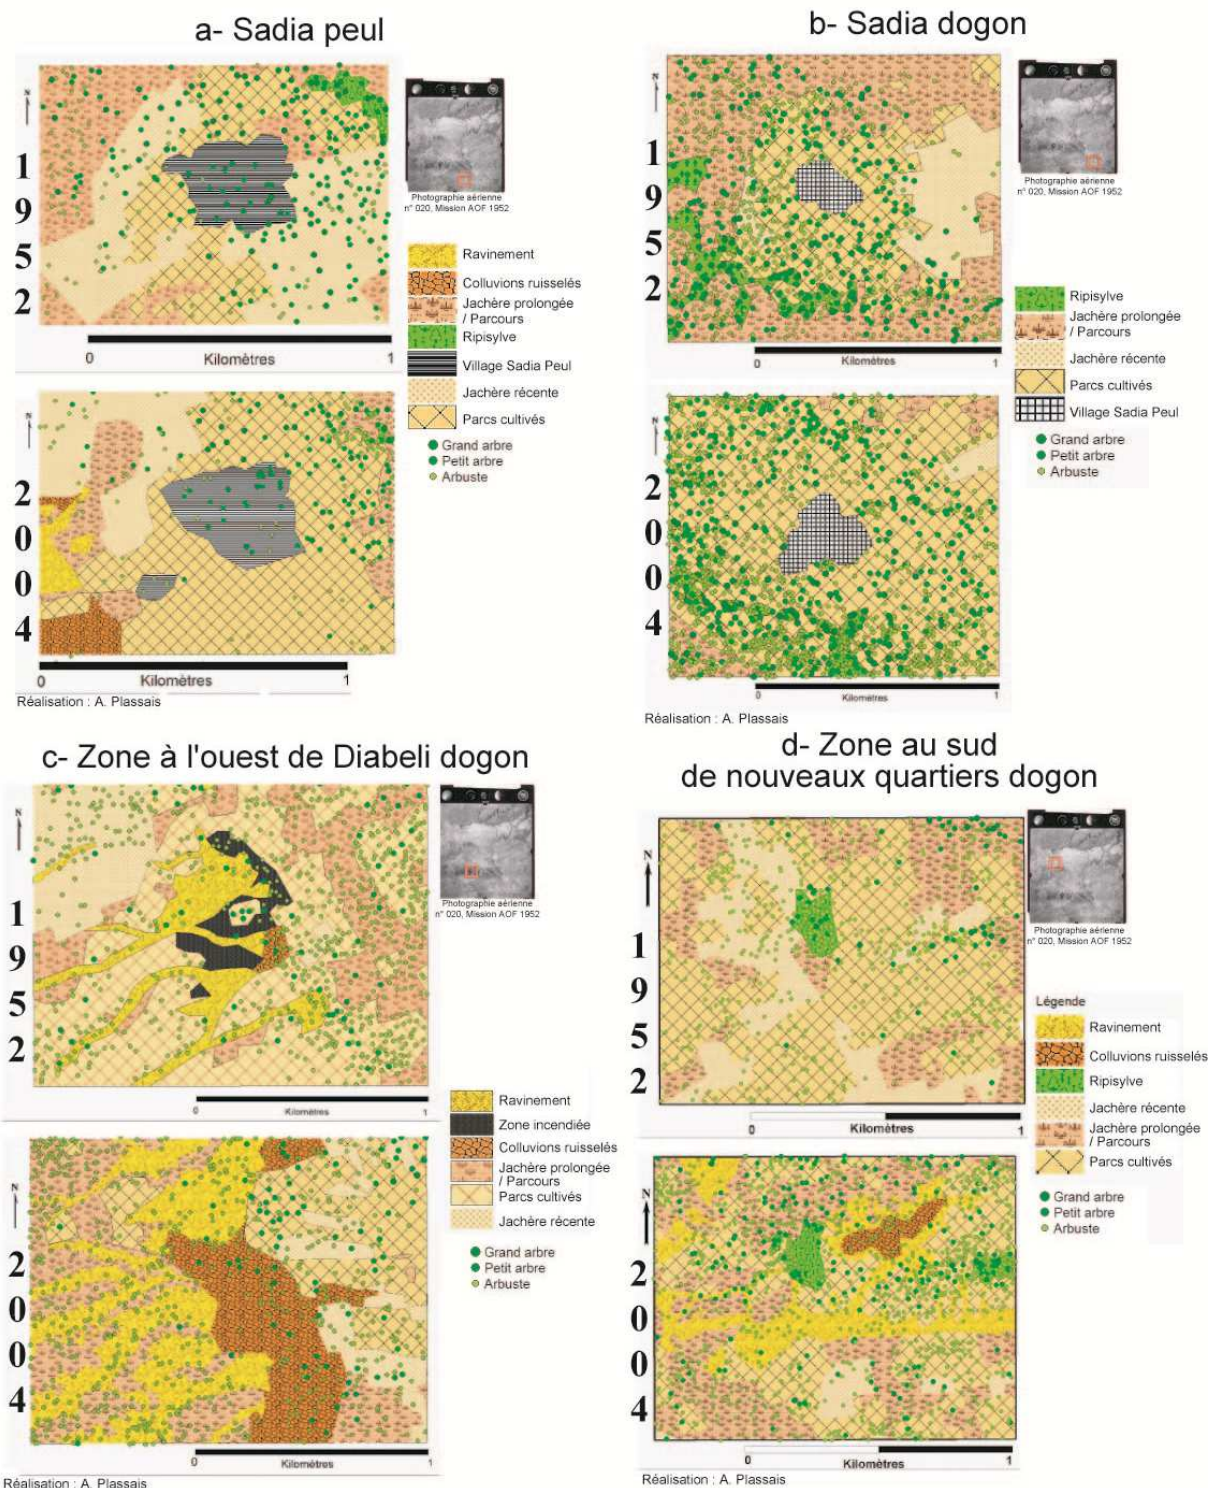 a- Sadia peul
N
1
9
5
2
Photographie aérienne
n° 020, Mission AOF 1952
Ravinement
Colluvions ruisselés
Jachère prolongée
/ Parcours
Ripisylve
Village Sadia Peul
Jachère récente
Parcs cultivés
Grand arbre
Petit arbre
Arbuste
0 Kilomètres 1
N
2
0
0
4
0 Kilomètres 1
Réalisation : A. Plassais
b- Sadia dogon
N
1
9
5
2
Photographie aérienne
n° 020, Mission AOF 1952
Ripisylve
Jachère prolongée
/ Parcours
Jachère récente
Parcs cultivés
Village Sadia Peul
Grand arbre
Petit arbre
Arbuste
0 Kilomètres 1
N
2
0
0
4
0 Kilomètres 1
Réalisation : A. Plassais
c- Zone à l'ouest de Diabeli dogon
N
1
9
5
2
Photographie aérienne
n° 020, Mission AOF 1952
Ravinement
Zone incendiée
Colluvions ruisselés
Jachère prolongée
/ Parcours
Parcs cultivés
Jachère récente
Grand arbre
Petit arbre
Arbuste
0 Kilomètres 1
N
2
0
0
4
0 Kilomètres 1
Réalisation : A. Plassais
d- Zone au sud
de nouveaux quartiers dogon
N
1
9
5
2
Photographie aérienne
n° 020, Mission AOF 1952
Légende
Ravinement
Colluvions ruisselés
Ripisylve
Jachère récente
Jachère prolongée
/ Parcours
Parcs cultivés
Grand arbre
Petit arbre
Arbuste
0 Kilomètres 1
N
2
0
0
4
0 Kilomètres 1
Réalisation : A. Plassais